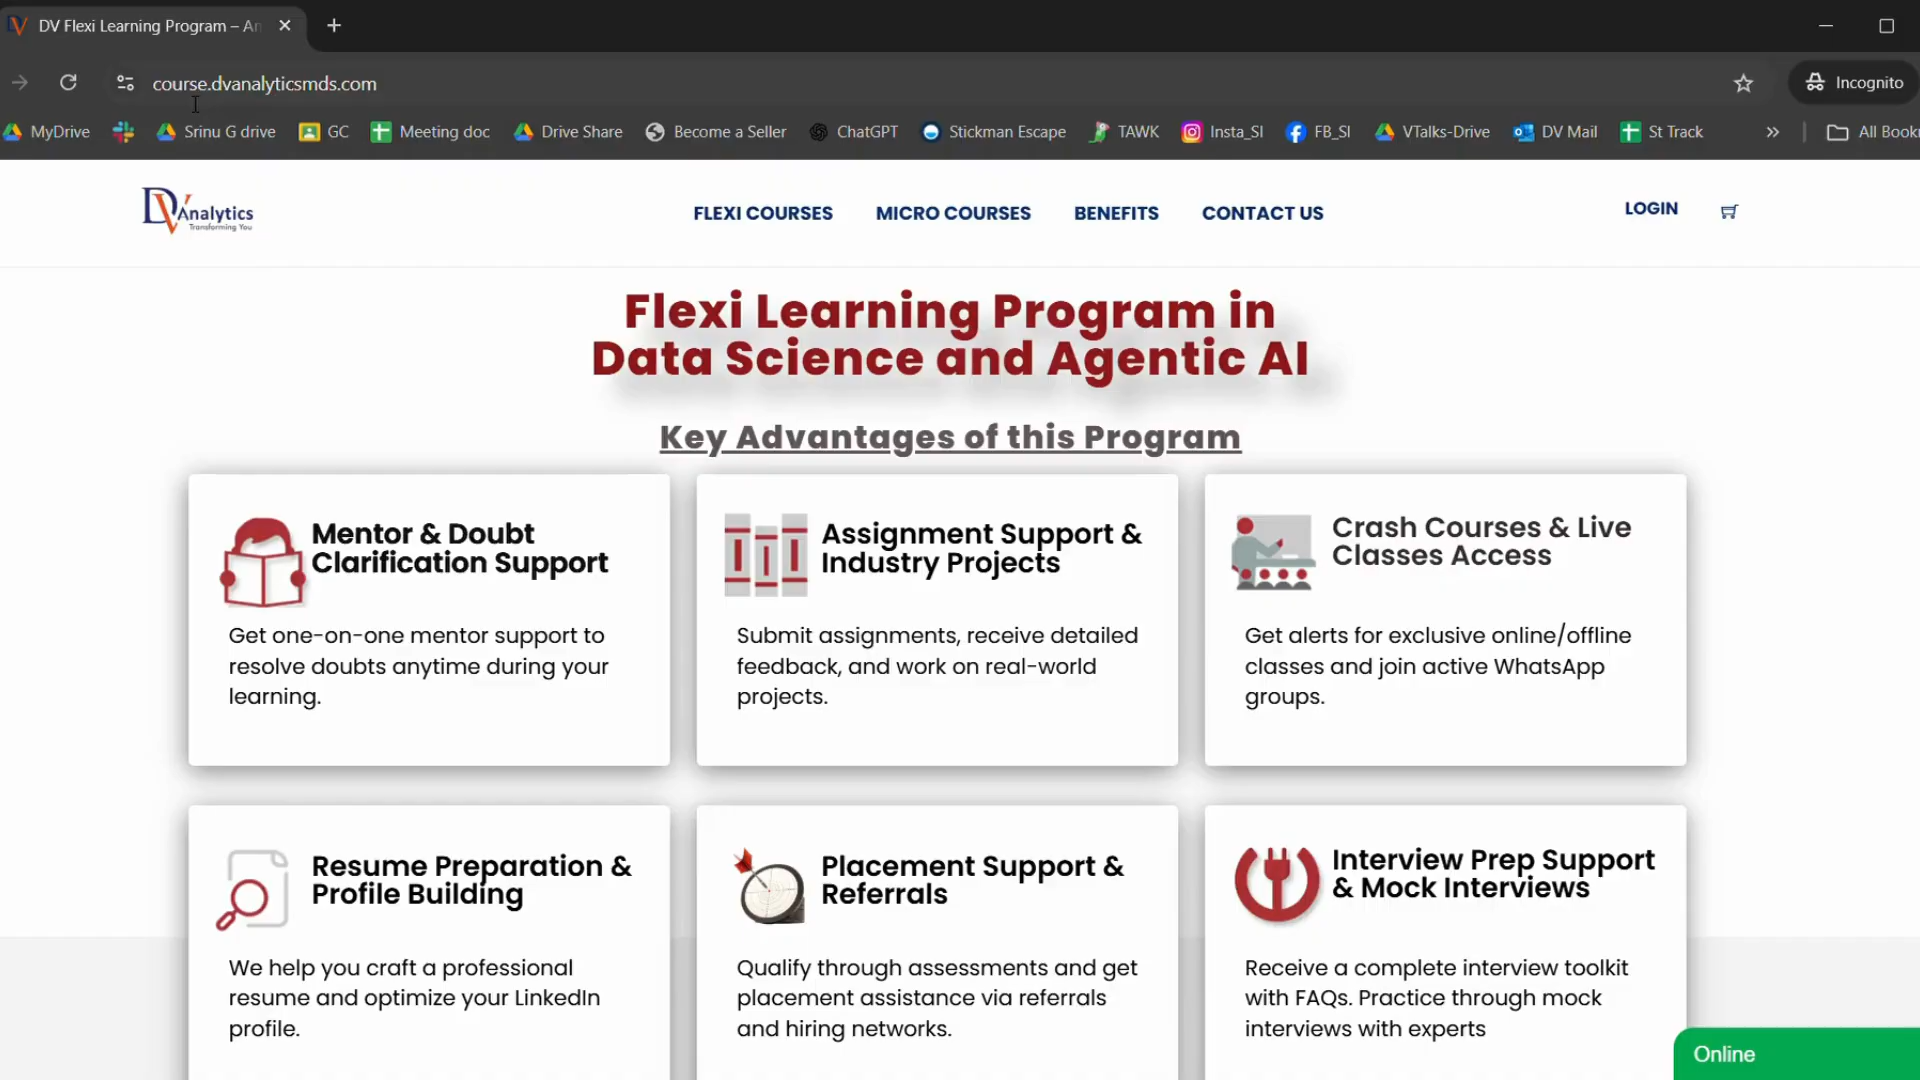 DV Flexi Learning Program – An
course.dvanalyticsmds.com
Incognito
MyDrive
Srinu G drive
GC
Meeting doc
Drive Share
Become a Seller
ChatGPT
Stickman Escape
TAWK
Insta_SI
FB_SI
VTalks-Drive
DV Mail
St Track
»
All Book
DV Analytics
Transforming You
FLEXI COURSES
MICRO COURSES
BENEFITS
CONTACT US
LOGIN
Flexi Learning Program in
Data Science and Agentic AI
Key Advantages of this Program
Mentor & Doubt
Clarification Support
Get one-on-one mentor support to
resolve doubts anytime during your
learning.
Assignment Support &
Industry Projects
Submit assignments, receive detailed
feedback, and work on real-world
projects.
Crash Courses & Live
Classes Access
Get alerts for exclusive online/offline
classes and join active WhatsApp
groups.
Resume Preparation &
Profile Building
We help you craft a professional
resume and optimize your LinkedIn
profile.
Placement Support &
Referrals
Qualify through assessments and get
placement assistance via referrals
and hiring networks.
Interview Prep Support
& Mock Interviews
Receive a complete interview toolkit
with FAQs. Practice through mock
interviews with experts
Online